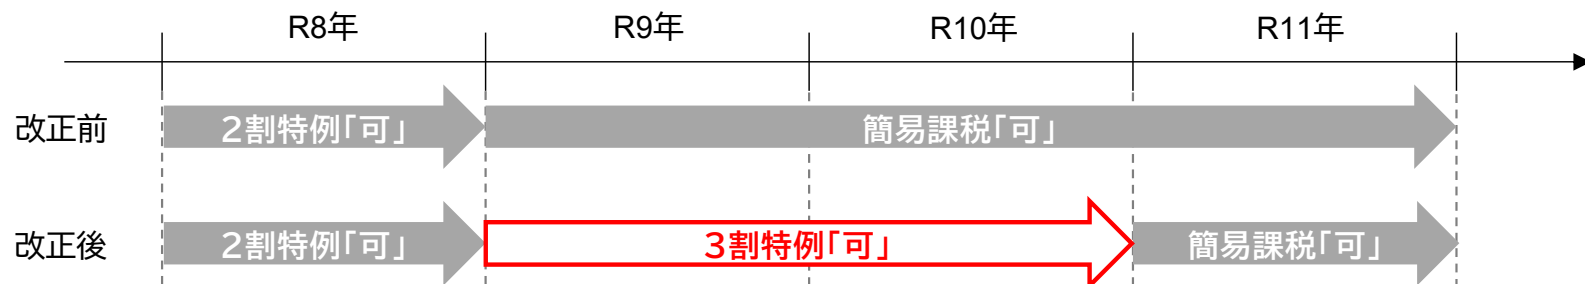 R8年 R9年 R10年 R11年
改正前 2割特例「可」 簡易課税「可」
改正後 2割特例「可」 3割特例「可」 簡易課税「可」